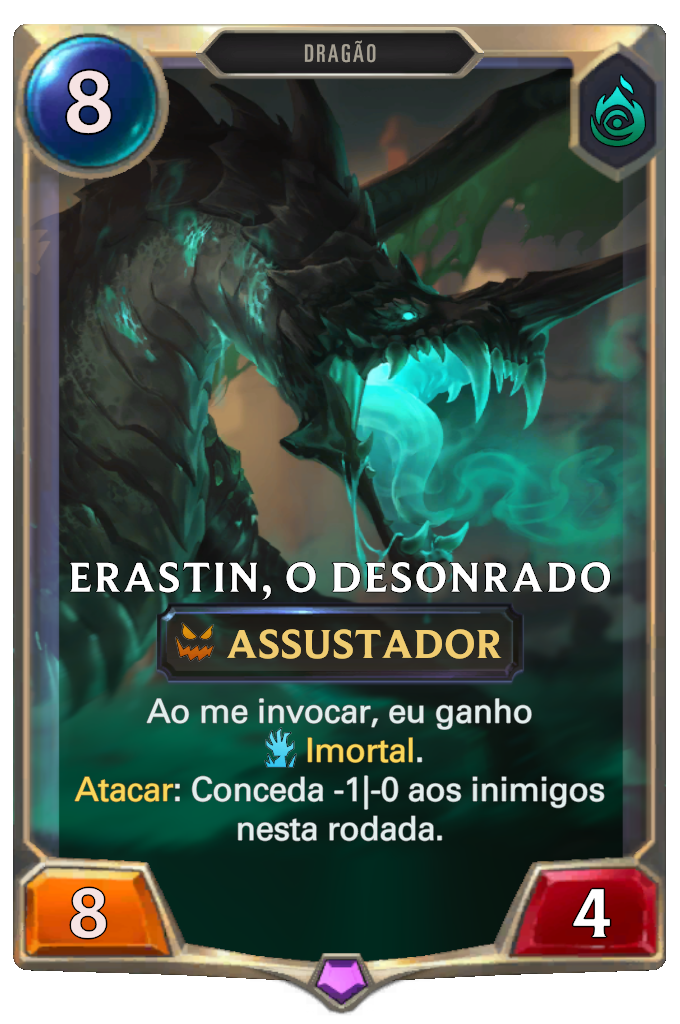 DRAGÃO
8
ERASTIN, O DESONRADO
ASSUSTADOR
Ao me invocar, eu ganho
Imortal.
Atacar: Conceda -1|-0 aos inimigos
nesta rodada.
8
4